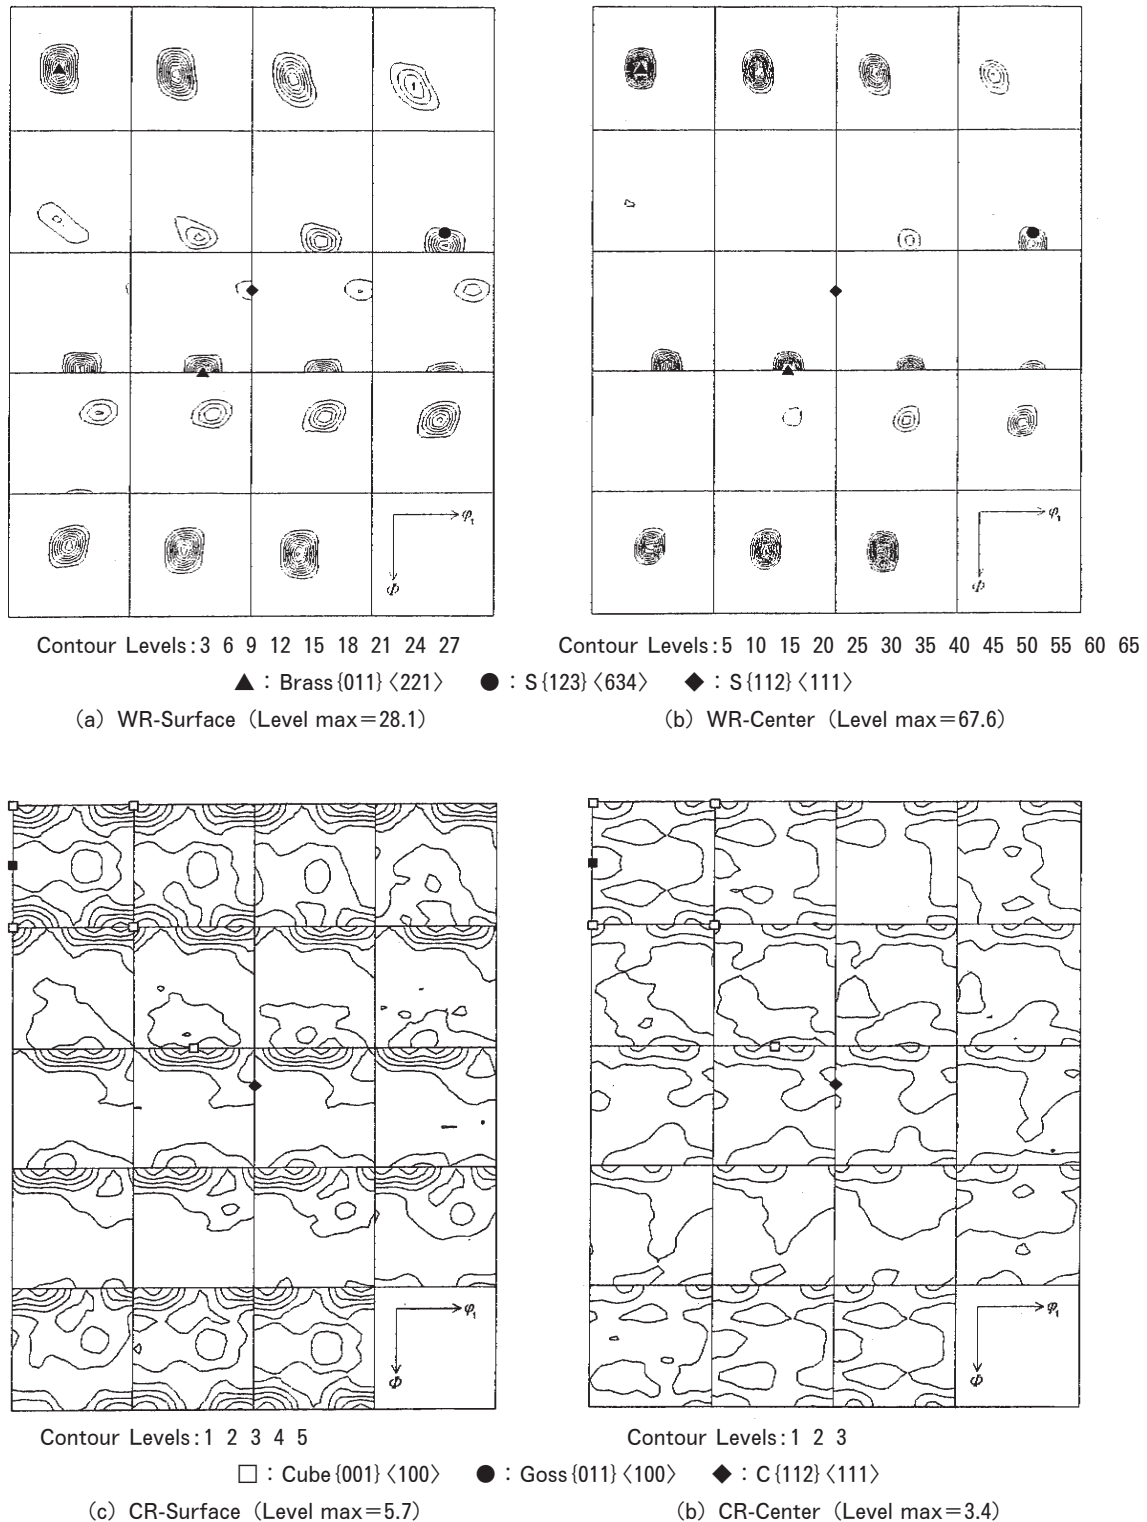 φ₁
Φ
φ₁
Φ
Contour Levels:3 6 9 12 15 18 21 24 27
Contour Levels:5 10 15 20 25 30 35 40 45 50 55 60 65
▲ : Brass{011}〈221〉 ● : S{123}〈634〉 ◆ : S{112}〈111〉
(a) WR-Surface (Level max=28.1)
(b) WR-Center (Level max=67.6)
φ₁
Φ
φ₁
Φ
Contour Levels:1 2 3 4 5
Contour Levels:1 2 3
□ : Cube{001}〈100〉 ● : Goss{011}〈100〉 ◆ : C{112}〈111〉
(c) CR-Surface (Level max=5.7)
(b) CR-Center (Level max=3.4)